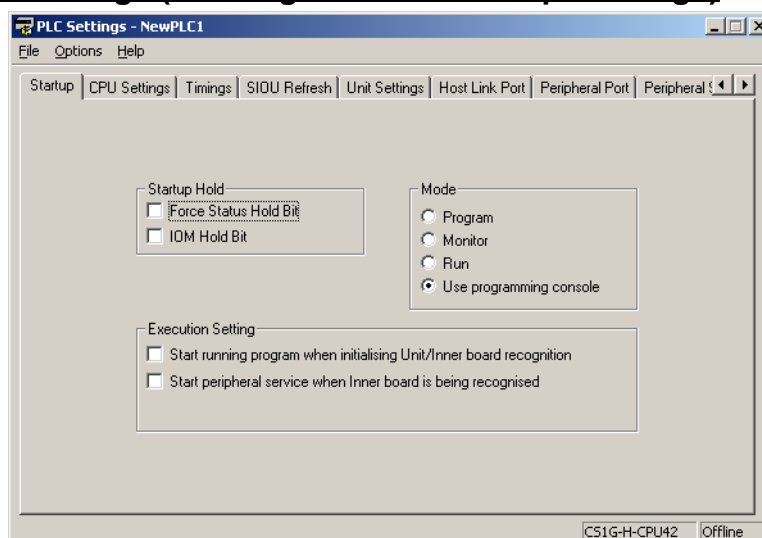 PLC Settings - NewPLC1
File Options Help
Startup CPU Settings Timings SIOU Refresh Unit Settings Host Link Port Peripheral Port Peripheral
Startup Hold
Force Status Hold Bit
IOM Hold Bit
Mode
Program
Monitor
Run
Use programming console
Execution Setting
Start running program when initialising Unit/Inner board recognition
Start peripheral service when Inner board is being recognised
CS1G-H-CPU42 Offline